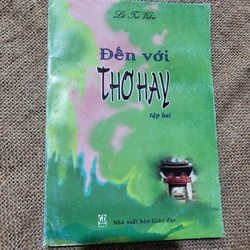 Lê Trí Viễn
Đến với
THƠ HAY
tập hai
Nhà xuất bản Giáo dục